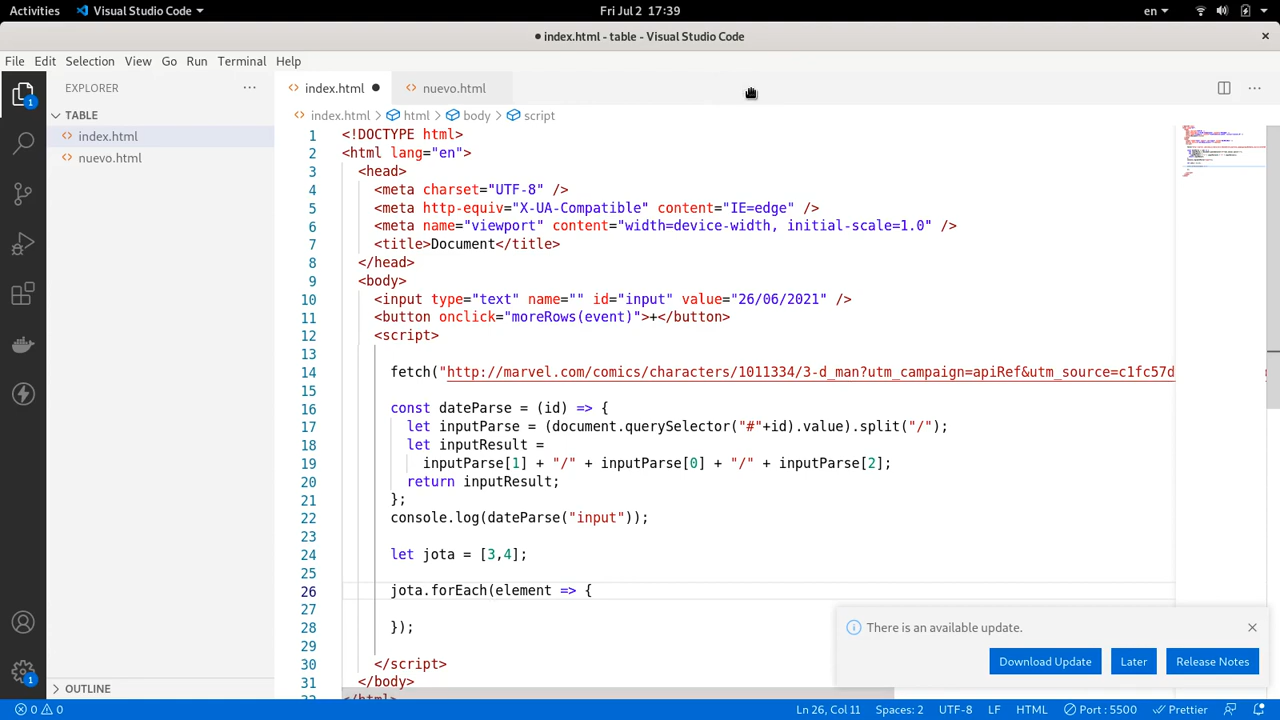 Activities Visual Studio Code Fri Jul 2 17:39 en
index.html - table - Visual Studio Code
File Edit Selection View Go Run Terminal Help
EXPLORER
index.html nuevo.html
TABLE
index.html html body script
index.html
nuevo.html
1 <!DOCTYPE html>
2 <html lang="en">
3 <head>
4 <meta charset="UTF-8" />
5 <meta http-equiv="X-UA-Compatible" content="IE=edge" />
6 <meta name="viewport" content="width=device-width, initial-scale=1.0" />
7 <title>Document</title>
8 </head>
9 <body>
10 <input type="text" name="" id="input" value="26/06/2021" />
11 <button onclick="moreRows(event)">+</button>
12 <script>
13
14 fetch("http://marvel.com/comics/characters/1011334/3-d_man?utm_campaign=apiRef&utm_source=c1fc57d
15
16 const dateParse = (id) => {
17 let inputParse = (document.querySelector("#"+id).value).split("/");
18 let inputResult =
19 inputParse[1] + "/" + inputParse[0] + "/" + inputParse[2];
20 return inputResult;
21 };
22 console.log(dateParse("input"));
23
24 let jota = [3,4];
25
26 jota.forEach(element => {
27
28 });
29
30 </script>
31 </body>
32 </html>
There is an available update.
Download Update Later Release Notes
1
OUTLINE
0 0 Ln 26, Col 11 Spaces: 2 UTF-8 LF HTML Port : 5500 Prettier